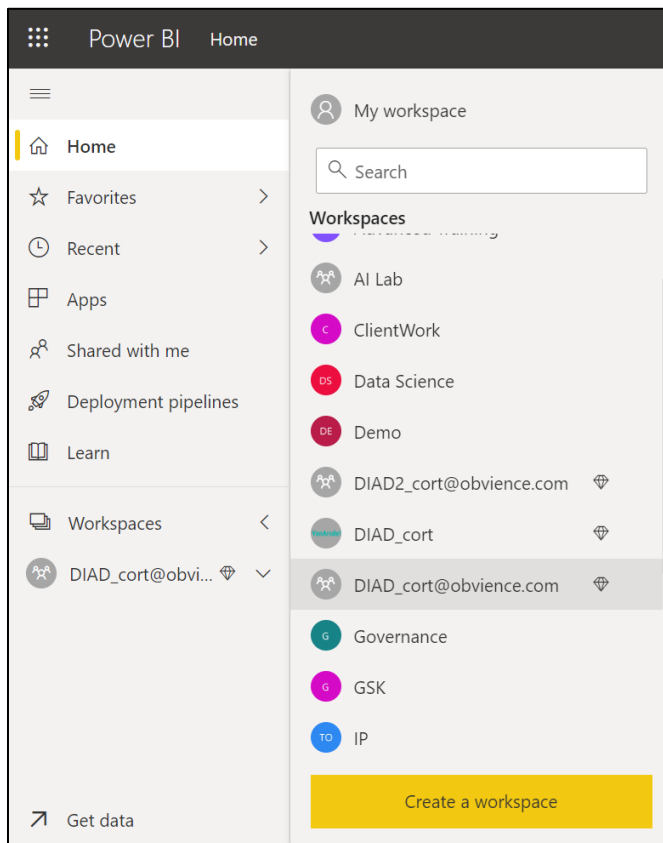 Power BI Home
Home
Favorites
Recent
Apps
Shared with me
Deployment pipelines
Learn
Workspaces
DIAD_cort@obvi...
Get data
My workspace
Search
Workspaces
AI Lab
C ClientWork
DS Data Science
DE Demo
DIAD2_cort@obvience.com
DIAD_cort
DIAD_cort@obvience.com
G Governance
G GSK
TO IP
Create a workspace